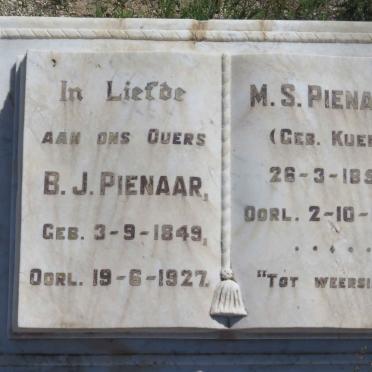 In Liefde
AAN ONS OUERS
B. J. PIENAAR,
GEB. 3-9-1849,
OORL. 19-6-1927.
M. S. PIENA
(GEB. KUE
26-3-18
OORL. 2-10-
"TOT WEERSI